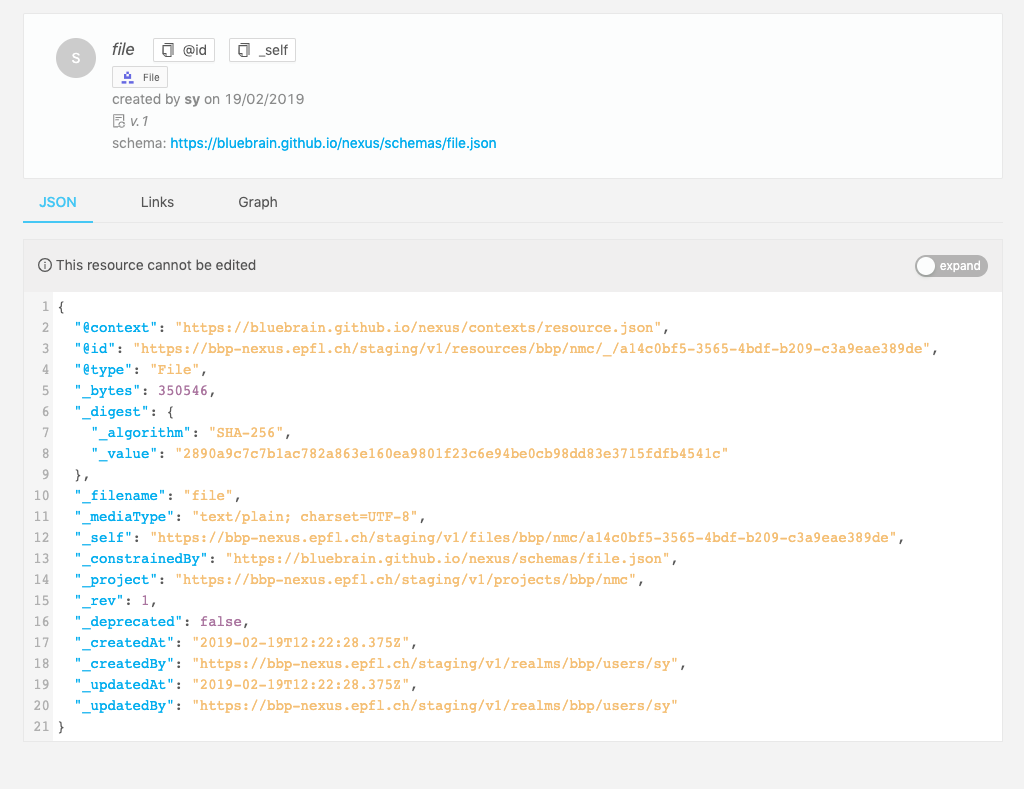 S
file @id _self
File
created by sy on 19/02/2019
v.1
schema: https://bluebrain.github.io/nexus/schemas/file.json
JSON Links Graph
This resource cannot be edited expand
1 {
2 "@context": "https://bluebrain.github.io/nexus/contexts/resource.json",
3 "@id": "https://bbp-nexus.epfl.ch/staging/v1/resources/bbp/nmc/_/a14c0bf5-3565-4bdf-b209-c3a9eae389de",
4 "@type": "File",
5 "_bytes": 350546,
6 "_digest": {
7 "_algorithm": "SHA-256",
8 "_value": "2890a9c7c7b1ac782a863e160ea9801f23c6e94be0cb98dd83e3715fdfb4541c"
9 },
10 "_filename": "file",
11 "_mediaType": "text/plain; charset=UTF-8",
12 "_self": "https://bbp-nexus.epfl.ch/staging/v1/files/bbp/nmc/a14c0bf5-3565-4bdf-b209-c3a9eae389de",
13 "_constrainedBy": "https://bluebrain.github.io/nexus/schemas/file.json",
14 "_project": "https://bbp-nexus.epfl.ch/staging/v1/projects/bbp/nmc",
15 "_rev": 1,
16 "_deprecated": false,
17 "_createdAt": "2019-02-19T12:22:28.375Z",
18 "_createdBy": "https://bbp-nexus.epfl.ch/staging/v1/realms/bbp/users/sy",
19 "_updatedAt": "2019-02-19T12:22:28.375Z",
20 "_updatedBy": "https://bbp-nexus.epfl.ch/staging/v1/realms/bbp/users/sy"
21 }